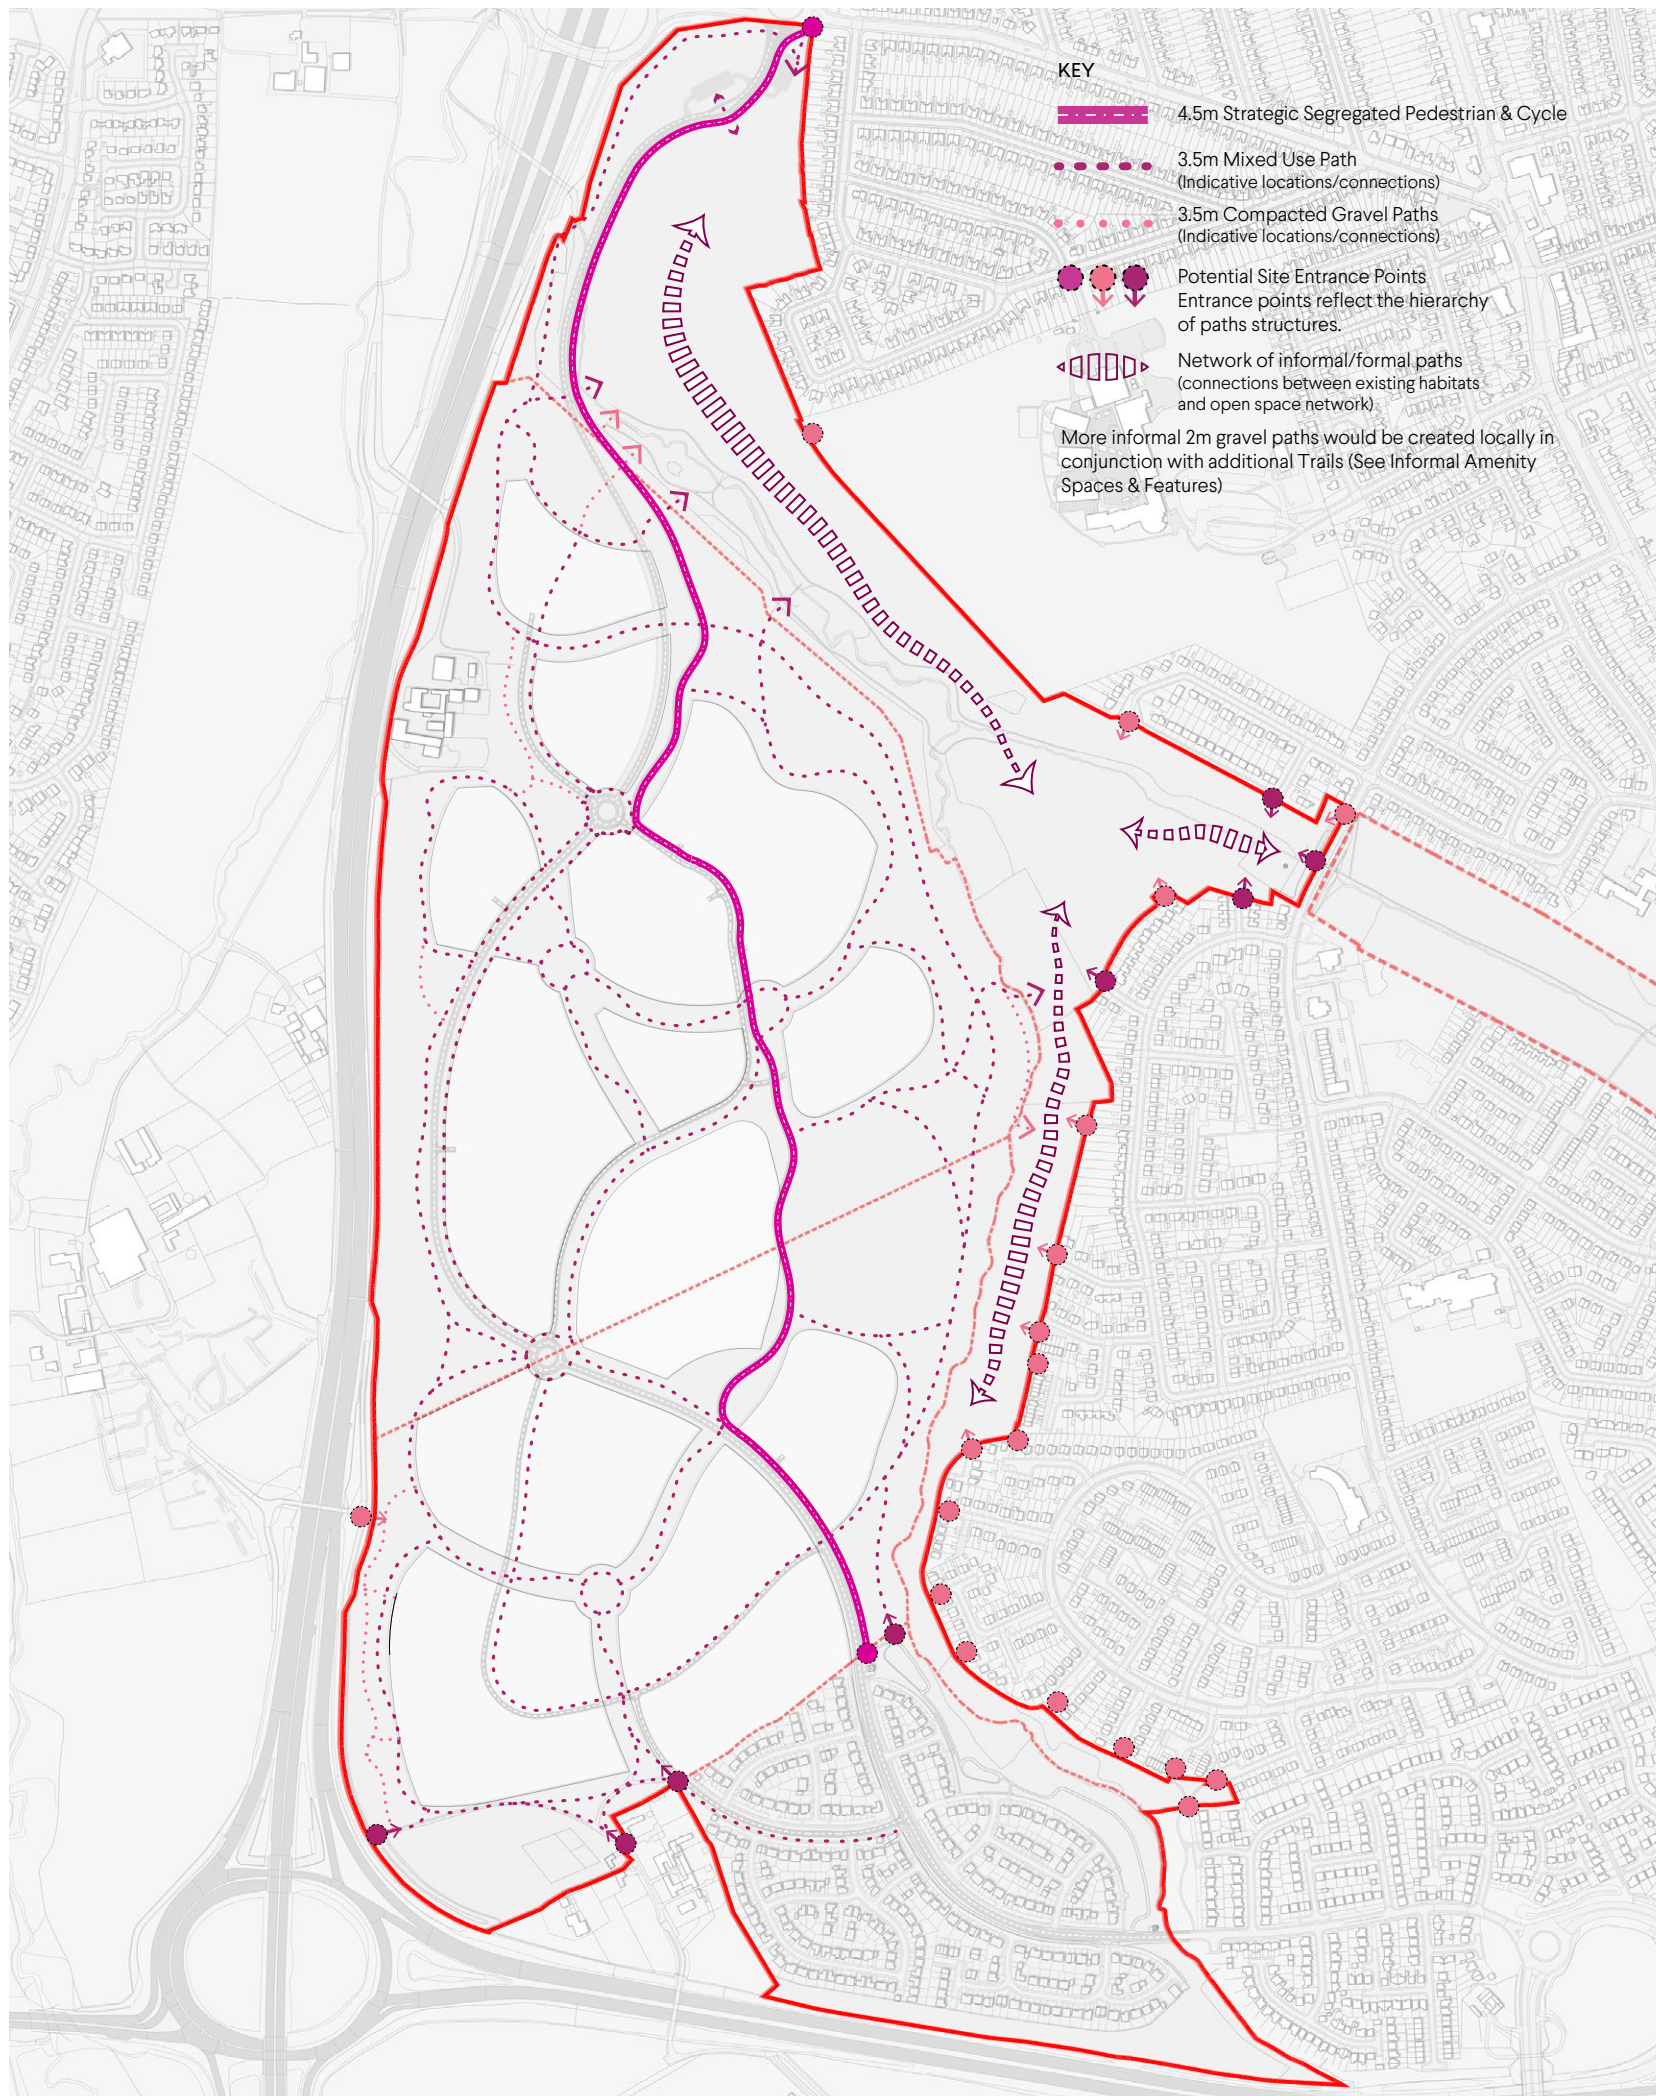 KEY
4.5m Strategic Segregated Pedestrian & Cycle
3.5m Mixed Use Path
(Indicative locations/connections)
3.5m Compacted Gravel Paths
(Indicative locations/connections)
Potential Site Entrance Points
Entrance points reflect the hierarchy
of paths structures.
Network of informal/formal paths
(connections between existing habitats
and open space network)
More informal 2m gravel paths would be created locally in
conjunction with additional Trails (See Informal Amenity
Spaces & Features)